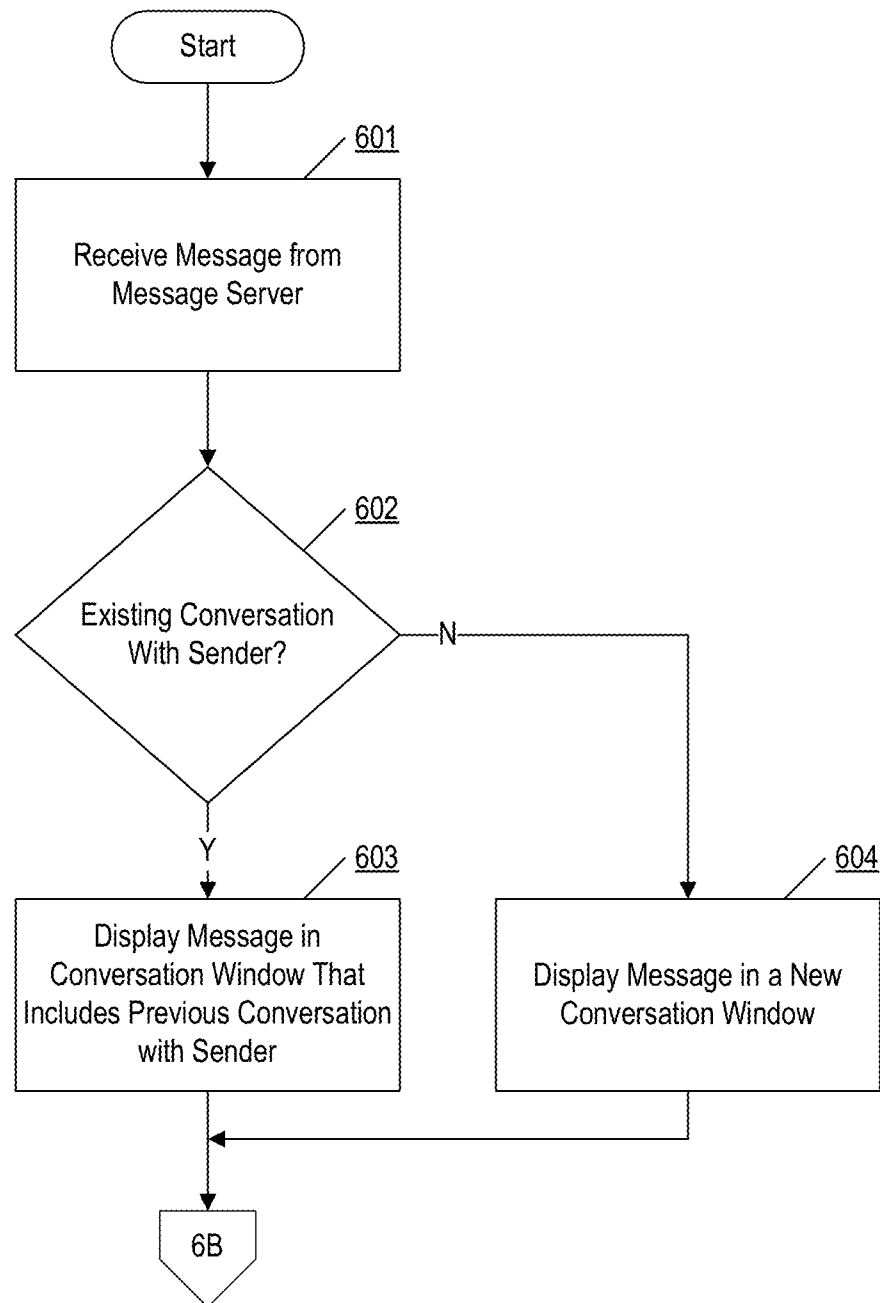 Start
601
Receive Message from
Message Server
602
Existing Conversation
With Sender?
N
Y
603
604
Display Message in
Conversation Window That
Includes Previous Conversation
with Sender
Display Message in a New
Conversation Window
6B